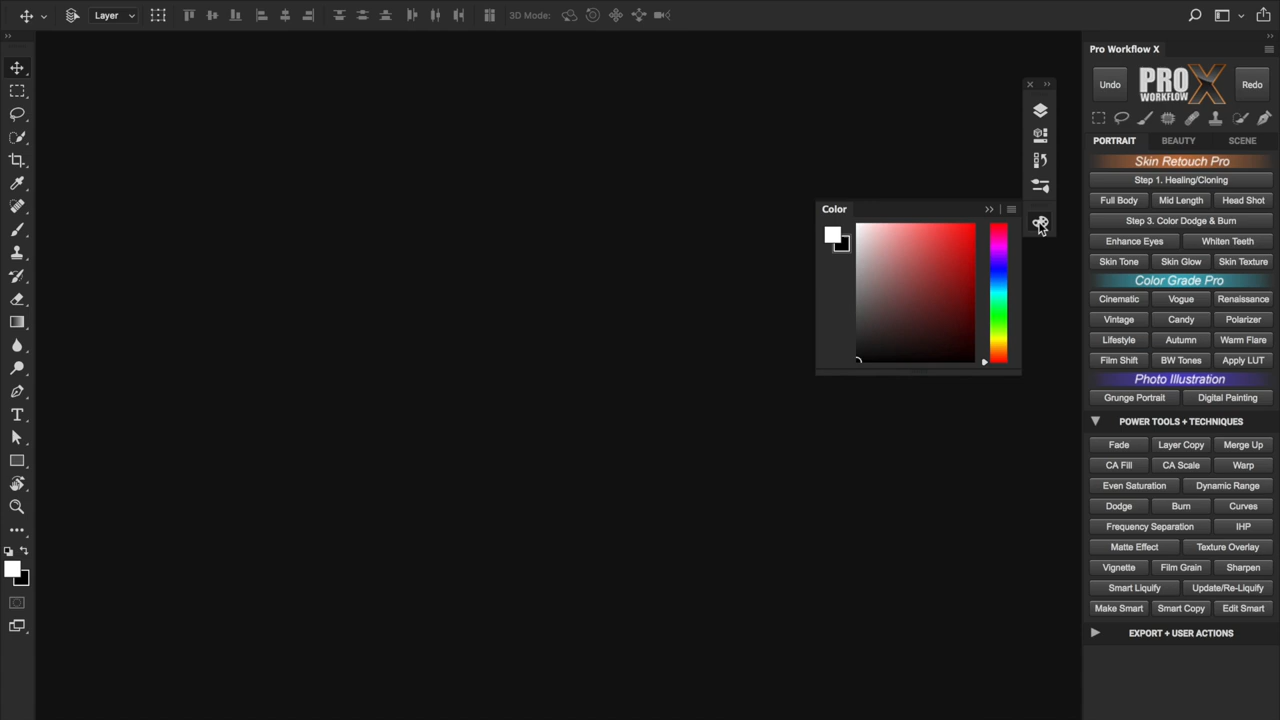 Layer
3D Mode:
Pro Workflow X
Undo
PRO X
WORKFLOW
Redo
PORTRAIT BEAUTY SCENE
Skin Retouch Pro
Step 1. Healing/Cloning
Full Body Mid Length Head Shot
Color
Step 3. Color Dodge & Burn
Enhance Eyes Whiten Teeth
Skin Tone Skin Glow Skin Texture
Color Grade Pro
Cinematic Vogue Renaissance
Vintage Candy Polarizer
Lifestyle Autumn Warm Flare
Film Shift BW Tones Apply LUT
Photo Illustration
Grunge Portrait Digital Painting
POWER TOOLS + TECHNIQUES
Fade Layer Copy Merge Up
CA Fill CA Scale Warp
Even Saturation Dynamic Range
Dodge Burn Curves
Frequency Separation IHP
Matte Effect Texture Overlay
Vignette Film Grain Sharpen
Smart Liquify Update/Re-Liquify
Make Smart Smart Copy Edit Smart
EXPORT + USER ACTIONS